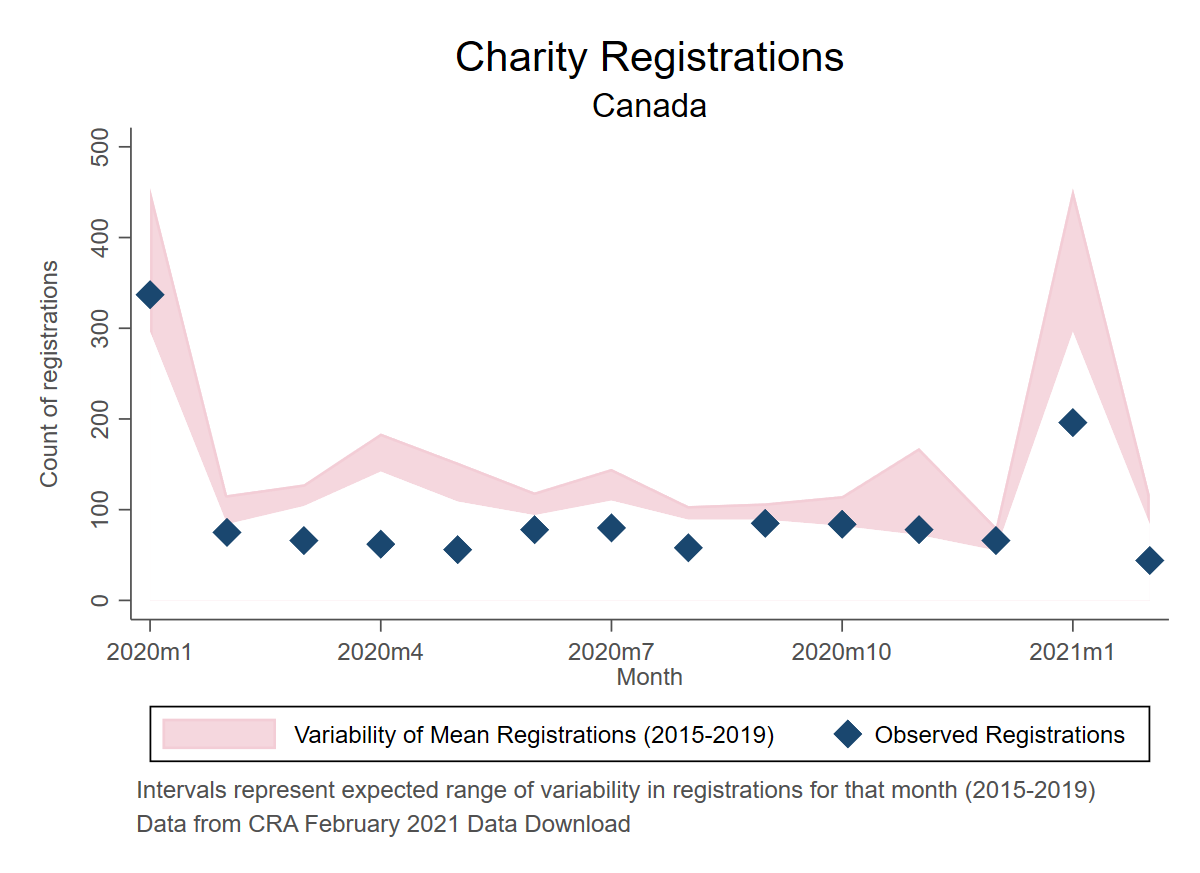 Charity Registrations
Canada
500
400
300
200
100
0
Count of registrations
2020m1 2020m4 2020m7 2020m10 2021m1
Month
Variability of Mean Registrations (2015-2019) Observed Registrations
Intervals represent expected range of variability in registrations for that month (2015-2019)
Data from CRA February 2021 Data Download